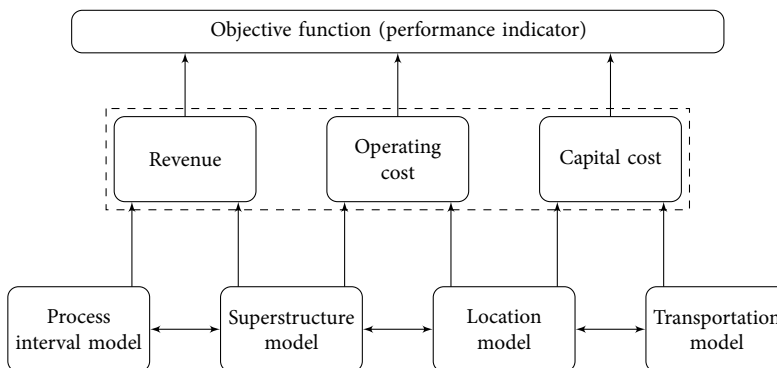 Objective function (performance indicator)
Revenue
Operating
cost
Capital cost
Process
interval model
Superstructure
model
Location
model
Transportation
model